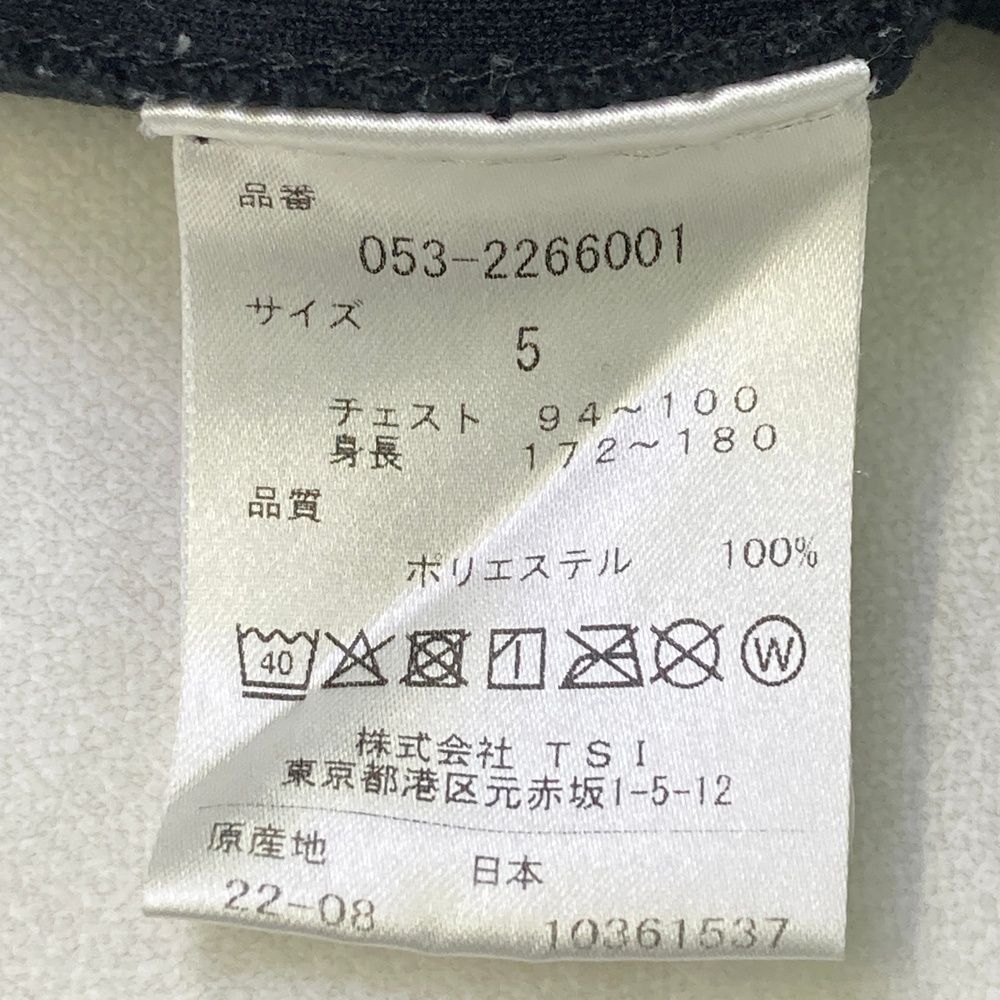 品番
053-2266001
サイズ
5
チェスト 94~100
身長 172~180
品質
ポリエステル 100%
40
W
株式会社 TSI
東京都港区元赤坂1-5-12
原産地 日本
22-08 10361537